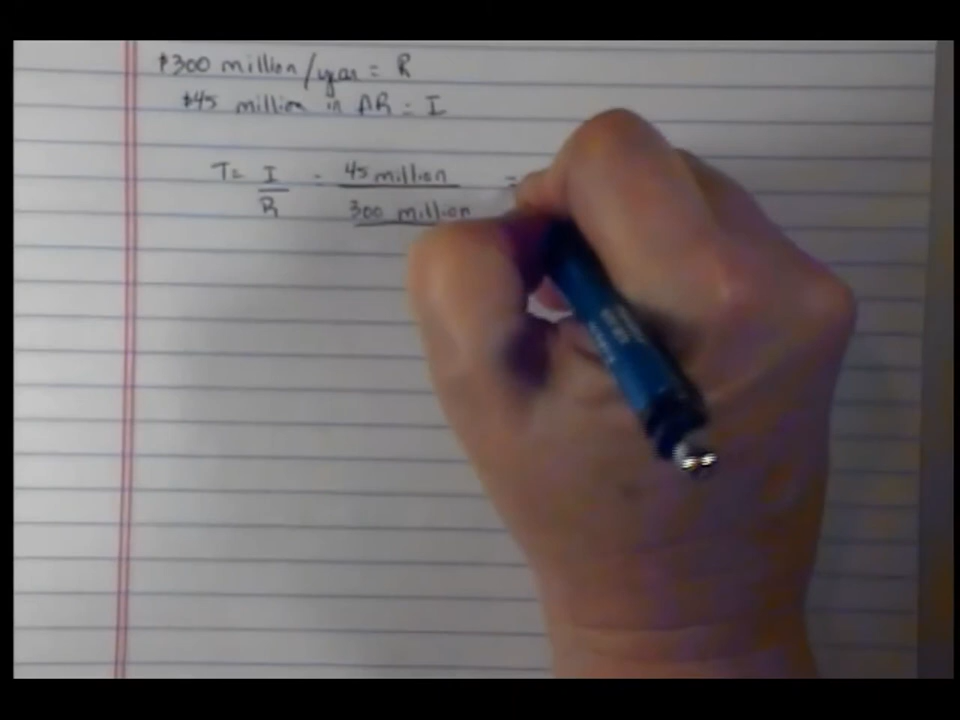 $300 million/year = R
$45 million in AR = I
T= I - 45 million =
R 300 million